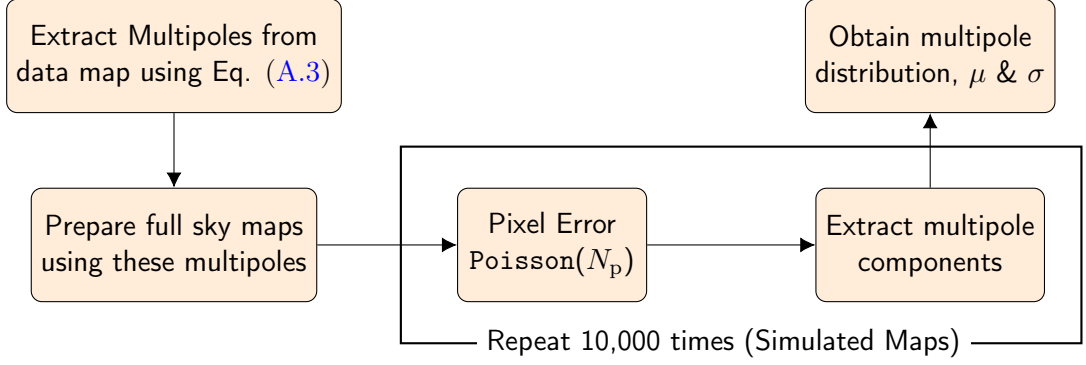 Extract Multipoles from
data map using Eq. (A.3)
Prepare full sky maps
using these multipoles
Pixel Error
Poisson(Nₚ)
Extract multipole
components
Obtain multipole
distribution, μ & σ
Repeat 10,000 times (Simulated Maps)